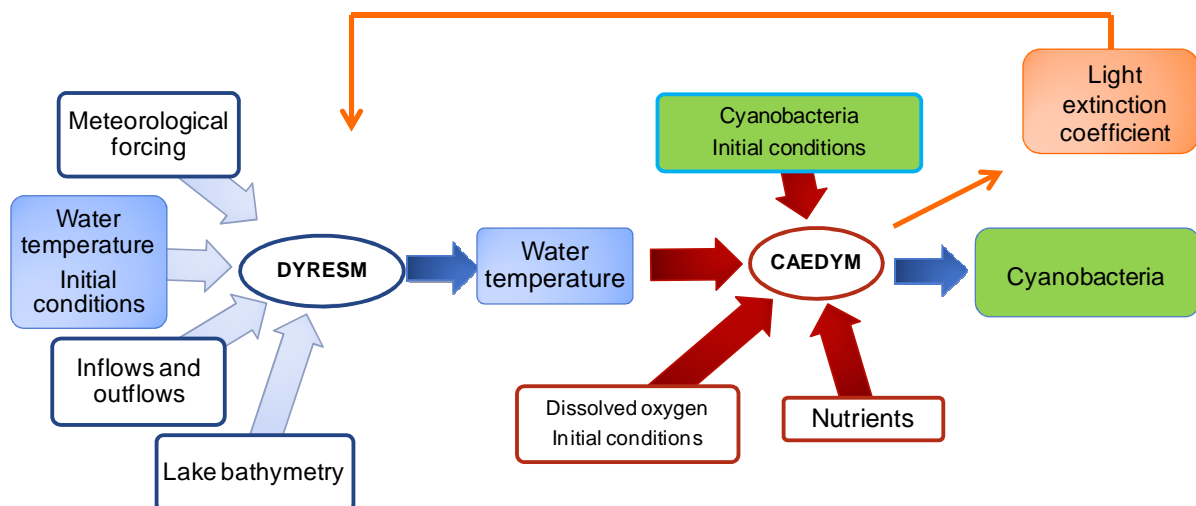 Meteorological
forcing
Water
temperature
Initial
conditions
Inflows and
outflows
Lake bathymetry
DYRESM
Water
temperature
Cyanobacteria
Initial conditions
CAEDYM
Dissolved oxygen
Initial conditions
Nutrients
Light
extinction
coefficient
Cyanobacteria